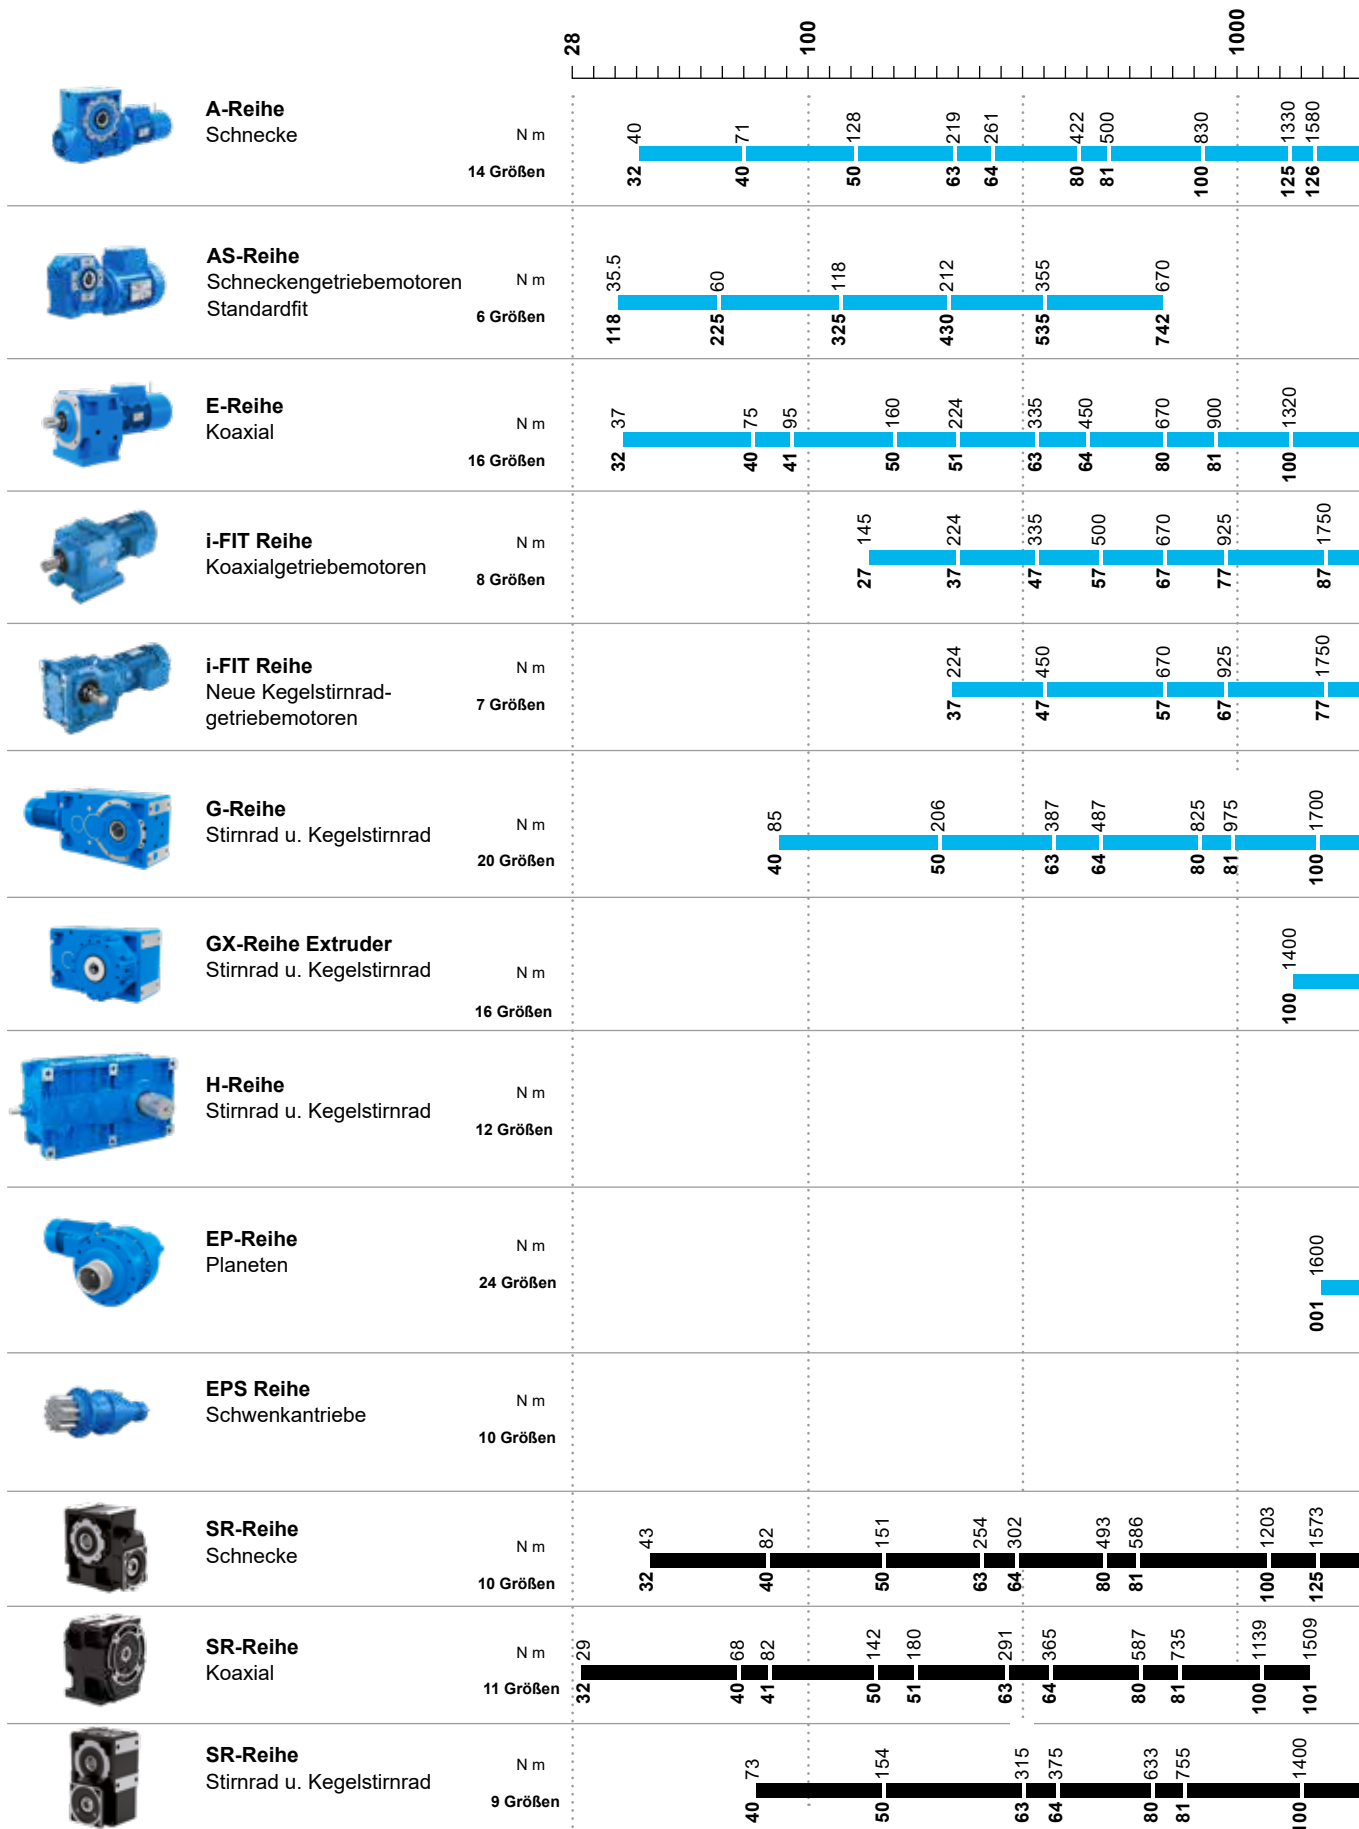 28 100 1000
A-Reihe
Schnecke
N m
14 Größen
40 71 128 219 261 422 500 830 1330 1580
32 40 50 63 64 80 81 100 125 126
AS-Reihe
Schneckengetriebemotoren
Standardfit
N m
6 Größen
35.5 60 118 212 355 670
118 225 325 430 535 742
E-Reihe
Koaxial
N m
16 Größen
37 75 95 160 224 335 450 670 900 1320
32 40 41 50 51 63 64 80 81 100
i-FIT Reihe
Koaxialgetriebemotoren
N m
8 Größen
145 224 335 500 670 925 1750
27 37 47 57 67 77 87
i-FIT Reihe
Neue Kegelstirnrad-
getriebemotoren
N m
7 Größen
224 450 670 925 1750
37 47 57 67 77
G-Reihe
Stirnrad u. Kegelstirnrad
N m
20 Größen
85 206 387 487 825 975 1700
40 50 63 64 80 81 100
GX-Reihe Extruder
Stirnrad u. Kegelstirnrad
N m
16 Größen
1400
100
H-Reihe
Stirnrad u. Kegelstirnrad
N m
12 Größen
EP-Reihe
Planeten
N m
24 Größen
1600
001
EPS Reihe
Schwenkantriebe
N m
10 Größen
SR-Reihe
Schnecke
N m
10 Größen
43 82 151 254 302 493 586 1203 1573
32 40 50 63 64 80 81 100 125
SR-Reihe
Koaxial
N m
11 Größen
29 68 82 142 180 291 365 587 735 1139 1509
32 40 41 50 51 63 64 80 81 100 101
SR-Reihe
Stirnrad u. Kegelstirnrad
N m
9 Größen
73 154 315 375 633 755 1400
40 50 63 64 80 81 100